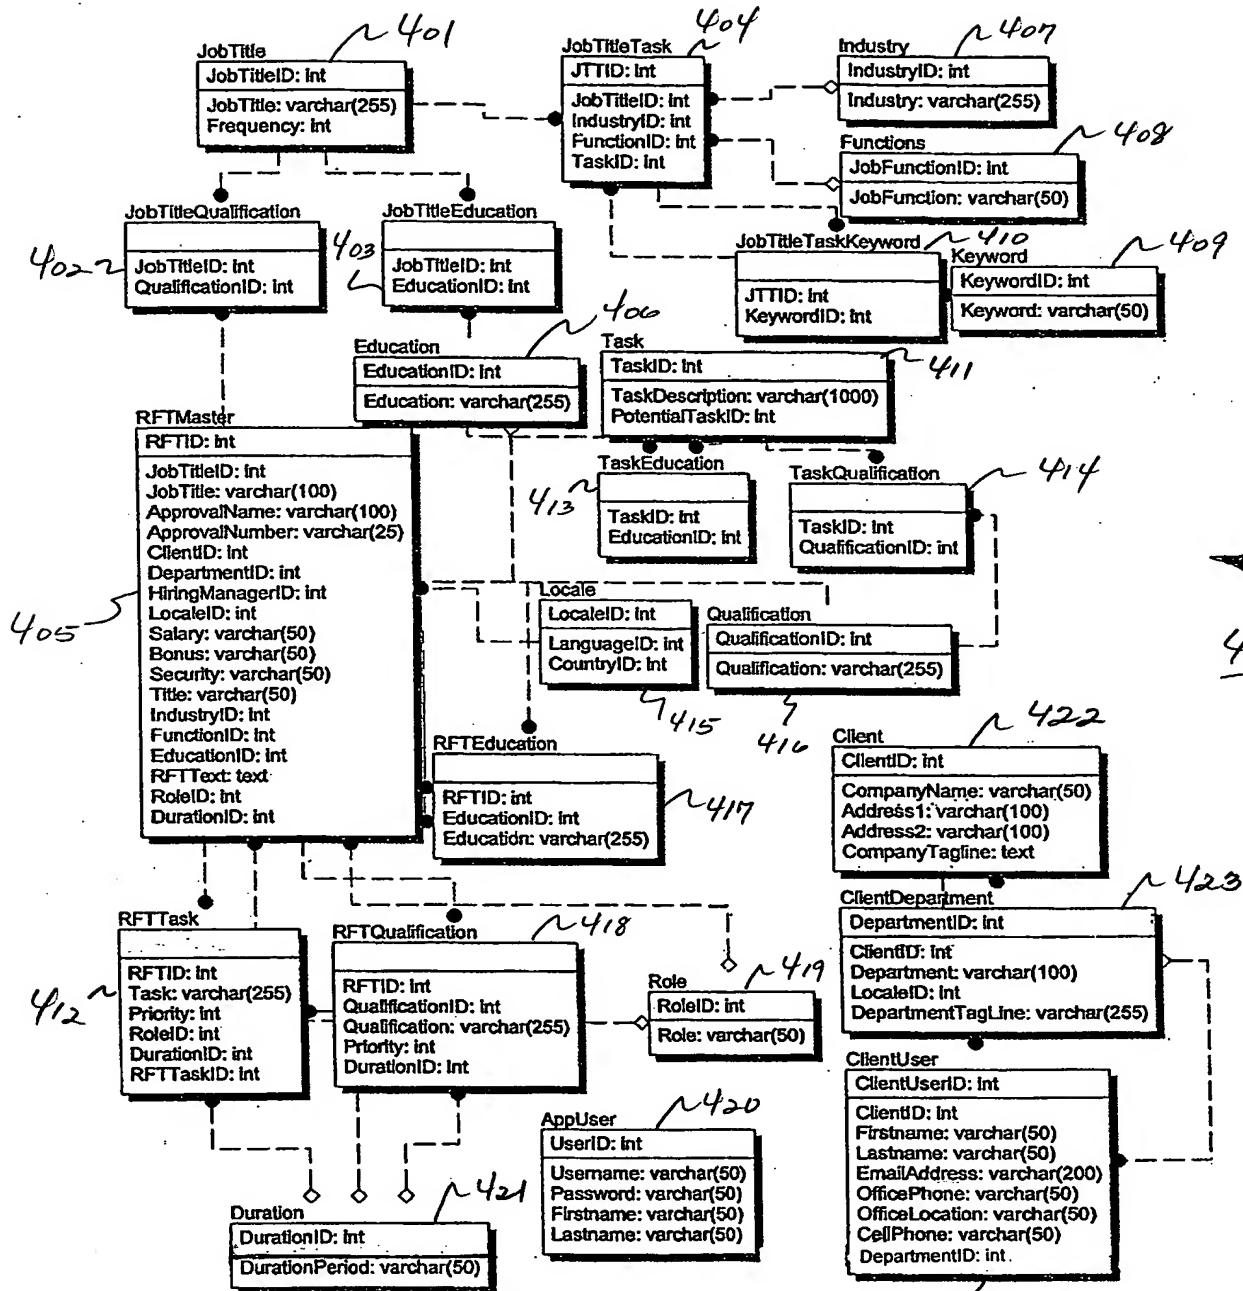 JobTitle
401
JobTitleID: int
JobTitle: varchar(255)
Frequency: int
JobTitleTask
404
JTTID: int
JobTitleID: int
IndustryID: int
FunctionID: int
TaskID: int
Industry
407
IndustryID: int
Industry: varchar(255)
Functions
408
JobFunctionID: int
JobFunction: varchar(50)
JobTitleQualification
402
JobTitleID: int
QualificationID: int
JobTitleEducation
403
JobTitleID: int
EducationID: int
JobTitleTaskKeyword
410
JTTID: int
KeywordID: int
Keyword
409
KeywordID: int
Keyword: varchar(50)
Education
406
EducationID: int
Education: varchar(255)
Task
411
TaskID: int
TaskDescription: varchar(1000)
PotentialTaskID: int
RFTMaster
RFTID: int
JobTitleID: int
JobTitle: varchar(100)
ApprovalName: varchar(100)
ApprovalNumber: varchar(25)
ClientID: int
DepartmentID: int
HiringManagerID: int
LocaleID: int
Salary: varchar(50)
Bonus: varchar(50)
Security: varchar(50)
Title: varchar(50)
IndustryID: int
FunctionID: int
EducationID: int
RFTText: text
RoleID: int
DurationID: int
405
TaskEducation
413
TaskID: int
EducationID: int
TaskQualification
414
TaskID: int
QualificationID: int
Locale
LocaleID: int
LanguageID: int
CountryID: int
415
Qualification
QualificationID: int
Qualification: varchar(255)
416
4
RFTEducation
RFTID: int
EducationID: int
Education: varchar(255)
417
Client
422
ClientID: int
CompanyName: varchar(50)
Address1: varchar(100)
Address2: varchar(100)
CompanyTagline: text
ClientDepartment
423
DepartmentID: int
ClientID: int
Department: varchar(100)
LocaleID: int
DepartmentTagLine: varchar(255)
RFTTask
412
RFTID: int
Task: varchar(255)
Priority: int
RoleID: int
DurationID: int
RFTTaskID: int
RFTQualification
418
RFTID: int
QualificationID: int
Qualification: varchar(255)
Priority: int
DurationID: int
Role
419
RoleID: int
Role: varchar(50)
ClientUser
ClientUserID: int
ClientID: int
Firstname: varchar(50)
Lastname: varchar(50)
EmailAddress: varchar(200)
OfficePhone: varchar(50)
OfficeLocation: varchar(50)
CellPhone: varchar(50)
DepartmentID: int
AppUser
420
UserID: int
Username: varchar(50)
Password: varchar(50)
Firstname: varchar(50)
Lastname: varchar(50)
Duration
421
DurationID: int
DurationPeriod: varchar(50)